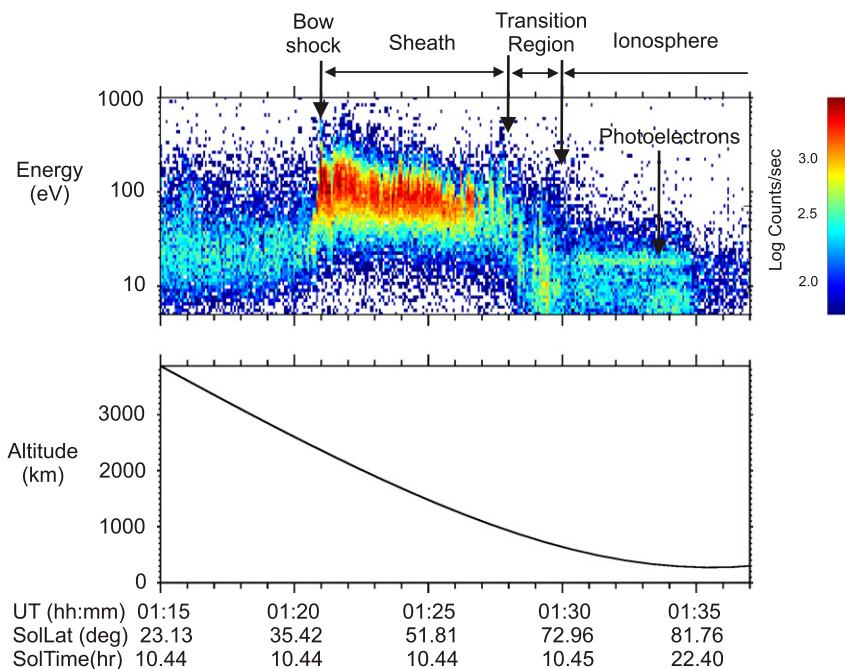 Bow
shock
Sheath
Transition
Region
Ionosphere
1000
100
10
Energy
(eV)
Photoelectrons
3.0
2.5
2.0
Log Counts/sec
3000
2000
1000
0
Altitude
(km)
UT (hh:mm) 01:15 01:20 01:25 01:30 01:35
SolLat (deg) 23.13 35.42 51.81 72.96 81.76
SolTime(hr) 10.44 10.44 10.44 10.45 22.40